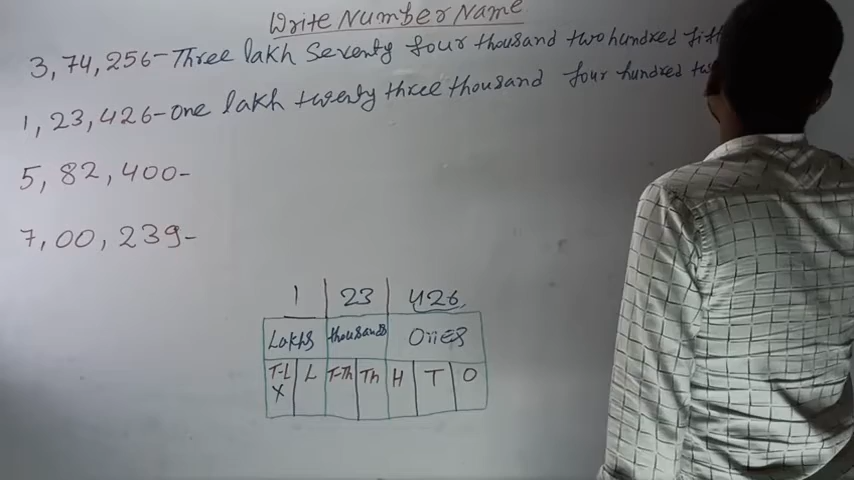 Write Number Name
3,74,256-Three lakh Seventy four thousand two hundred
1,23,426-one lakh twenty three thousand four hundred
5,82,400-
7,00,239-
1 23 426
Lakhs thousands Ones
T-L L T-Th Th H T O
X